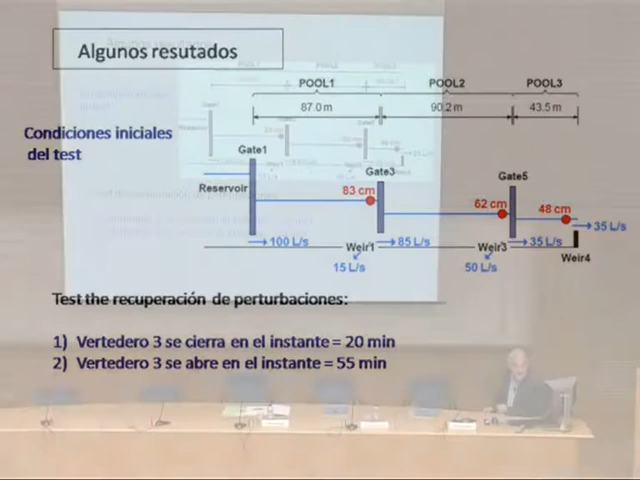 Algunos resutados
POOL1 POOL2 POOL3
87.0 m 90.2 m 43.5 m
Condiciones iniciales
del test
Gate1 Gate3 Gate5
Reservoir 83 cm 62 cm 48 cm
35 L/s
100 L/s Weir1 85 L/s Weir3 35 L/s
Weir4
15 L/s 50 L/s
Test the recuperación de perturbaciones:
1) Vertedero 3 se cierra en el instante = 20 min
2) Vertedero 3 se abre en el instante = 55 min